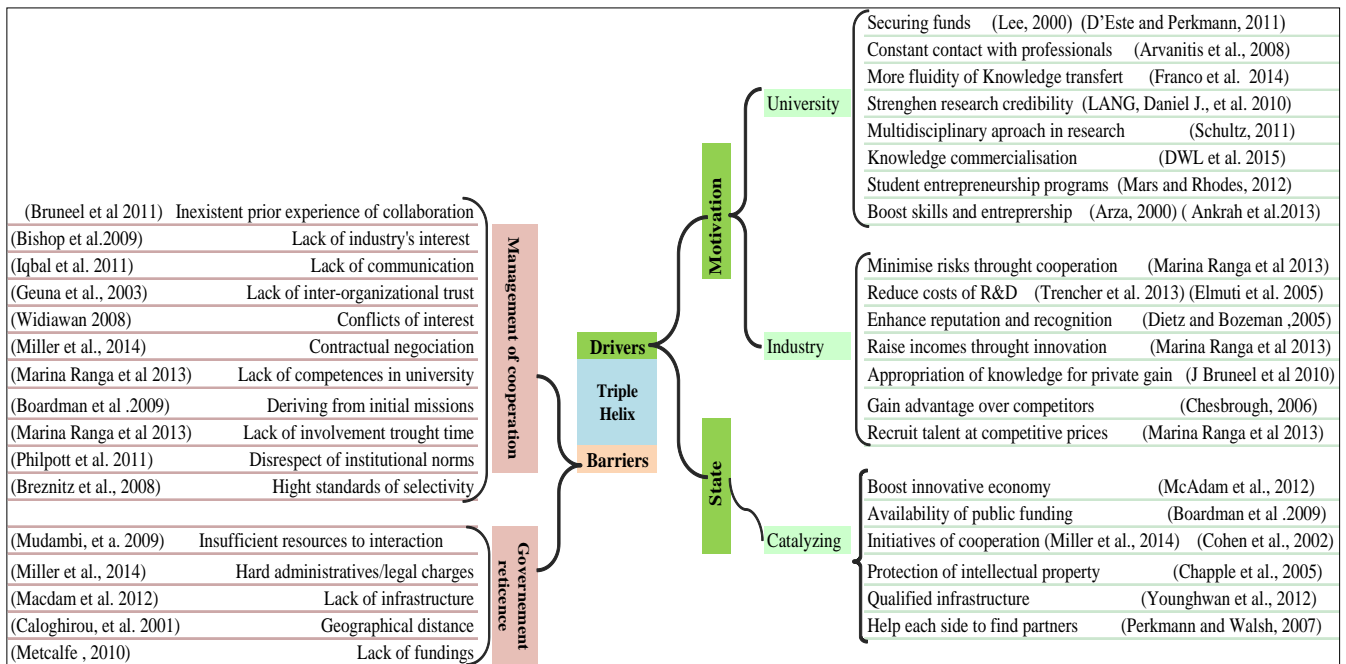 Securing funds (Lee, 2000) (D’Este and Perkmann, 2011)
Constant contact with professionals (Arvanitis et al., 2008)
More fluidity of Knowledge transfert (Franco et al. 2014)
University
Strenghen research credibility (LANG, Daniel J., et al. 2010)
Multidisciplinary aproach in research (Schultz, 2011)
Knowledge commercialisation (DWL et al. 2015)
Student entrepreneurship programs (Mars and Rhodes, 2012)
Boost skills and entreprership (Arza, 2000) ( Ankrah et al.2013)
Motivation
(Bruneel et al 2011) Inexistent prior experience of collaboration
(Bishop et al.2009) Lack of industry's interest
(Iqbal et al. 2011) Lack of communication
(Geuna et al., 2003) Lack of inter-organizational trust
(Widiawan 2008) Conflicts of interest
(Miller et al., 2014) Contractual negociation
(Marina Ranga et al 2013) Lack of competences in university
(Boardman et al .2009) Deriving from initial missions
(Marina Ranga et al 2013) Lack of involvement trought time
(Philpott et al. 2011) Disrespect of institutional norms
(Breznitz et al., 2008) Hight standards of selectivity
Management of cooperation
Minimise risks throught cooperation (Marina Ranga et al 2013)
Reduce costs of R&D (Trencher et al. 2013) (Elmuti et al. 2005)
Enhance reputation and recognition (Dietz and Bozeman ,2005)
Industry
Raise incomes throught innovation (Marina Ranga et al 2013)
Appropriation of knowledge for private gain (J Bruneel et al 2010)
Gain advantage over competitors (Chesbrough, 2006)
Recruit talent at competitive prices (Marina Ranga et al 2013)
Drivers
Triple
Helix
Barriers
State
Catalyzing
Boost innovative economy (McAdam et al., 2012)
Availability of public funding (Boardman et al .2009)
Initiatives of cooperation (Miller et al., 2014) (Cohen et al., 2002)
Protection of intellectual property (Chapple et al., 2005)
Qualified infrastructure (Younghwan et al., 2012)
Help each side to find partners (Perkmann and Walsh, 2007)
(Mudambi, et a. 2009) Insufficient resources to interaction
(Miller et al., 2014) Hard administratives/legal charges
(Macdam et al. 2012) Lack of infrastructure
(Caloghirou, et al. 2001) Geographical distance
(Metcalfe , 2010) Lack of fundings
Governement
reticence